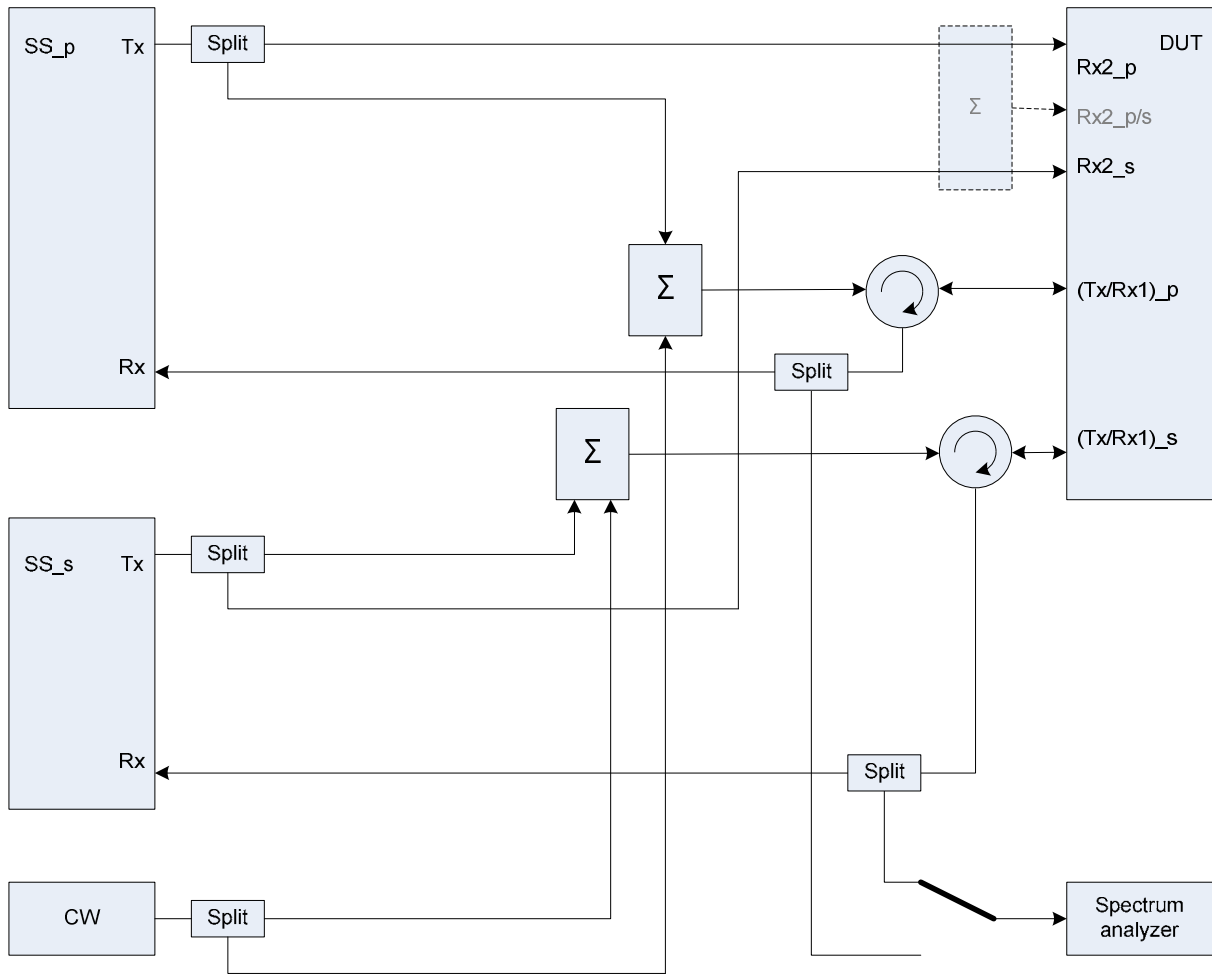 SS_p
Tx
Split
DUT
Rx2_p
Σ
Rx2_p/s
Rx2_s
Σ
(Tx/Rx1)_p
Rx
Split
Σ
(Tx/Rx1)_s
SS_s
Tx
Split
Rx
Split
CW
Split
Spectrum
analyzer